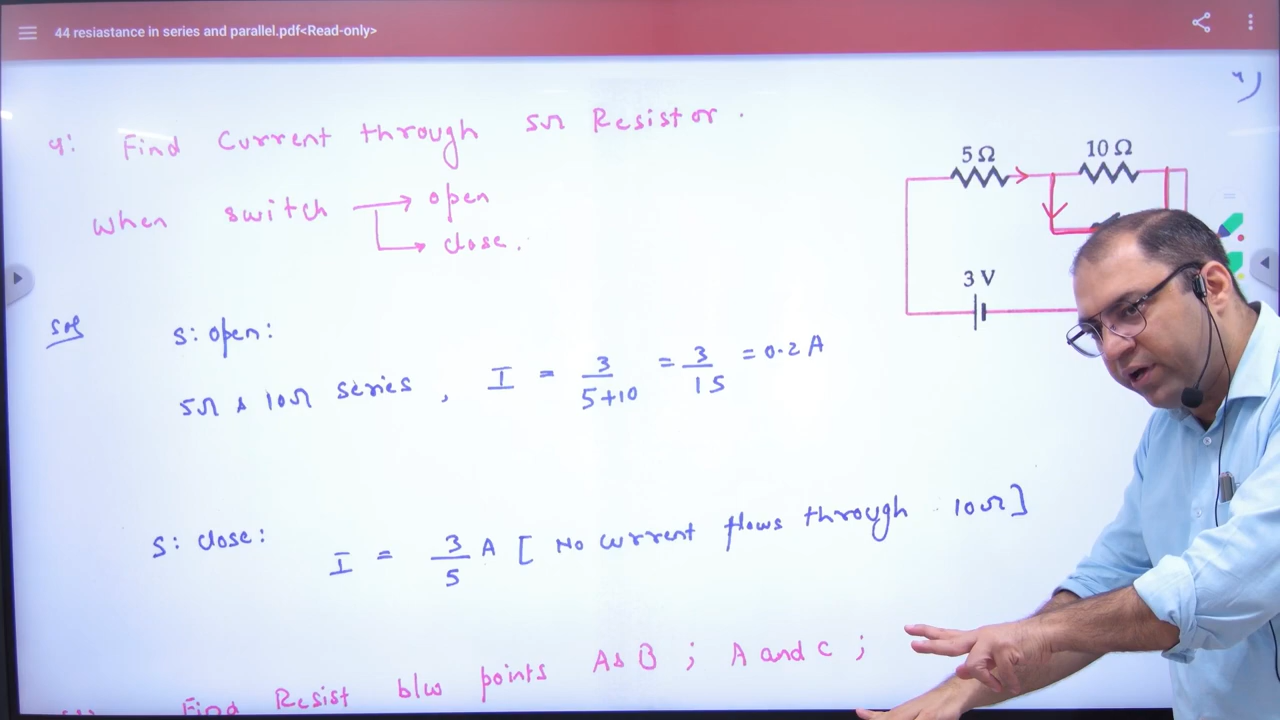 44 resiastance in series and parallel.pdf<Read-only>
4)
Q: Find Current through 5Ω Resistor.
When switch → open
→ close.
5 Ω
10 Ω
3 V
Sol
S: open:
5Ω & 10Ω series, I = 3/5+10 = 3/15 = 0.2 A
S: close:
I = 3/5 A [ No current flows through 10Ω]
Find Resist b/w points A & B ; A and C ;